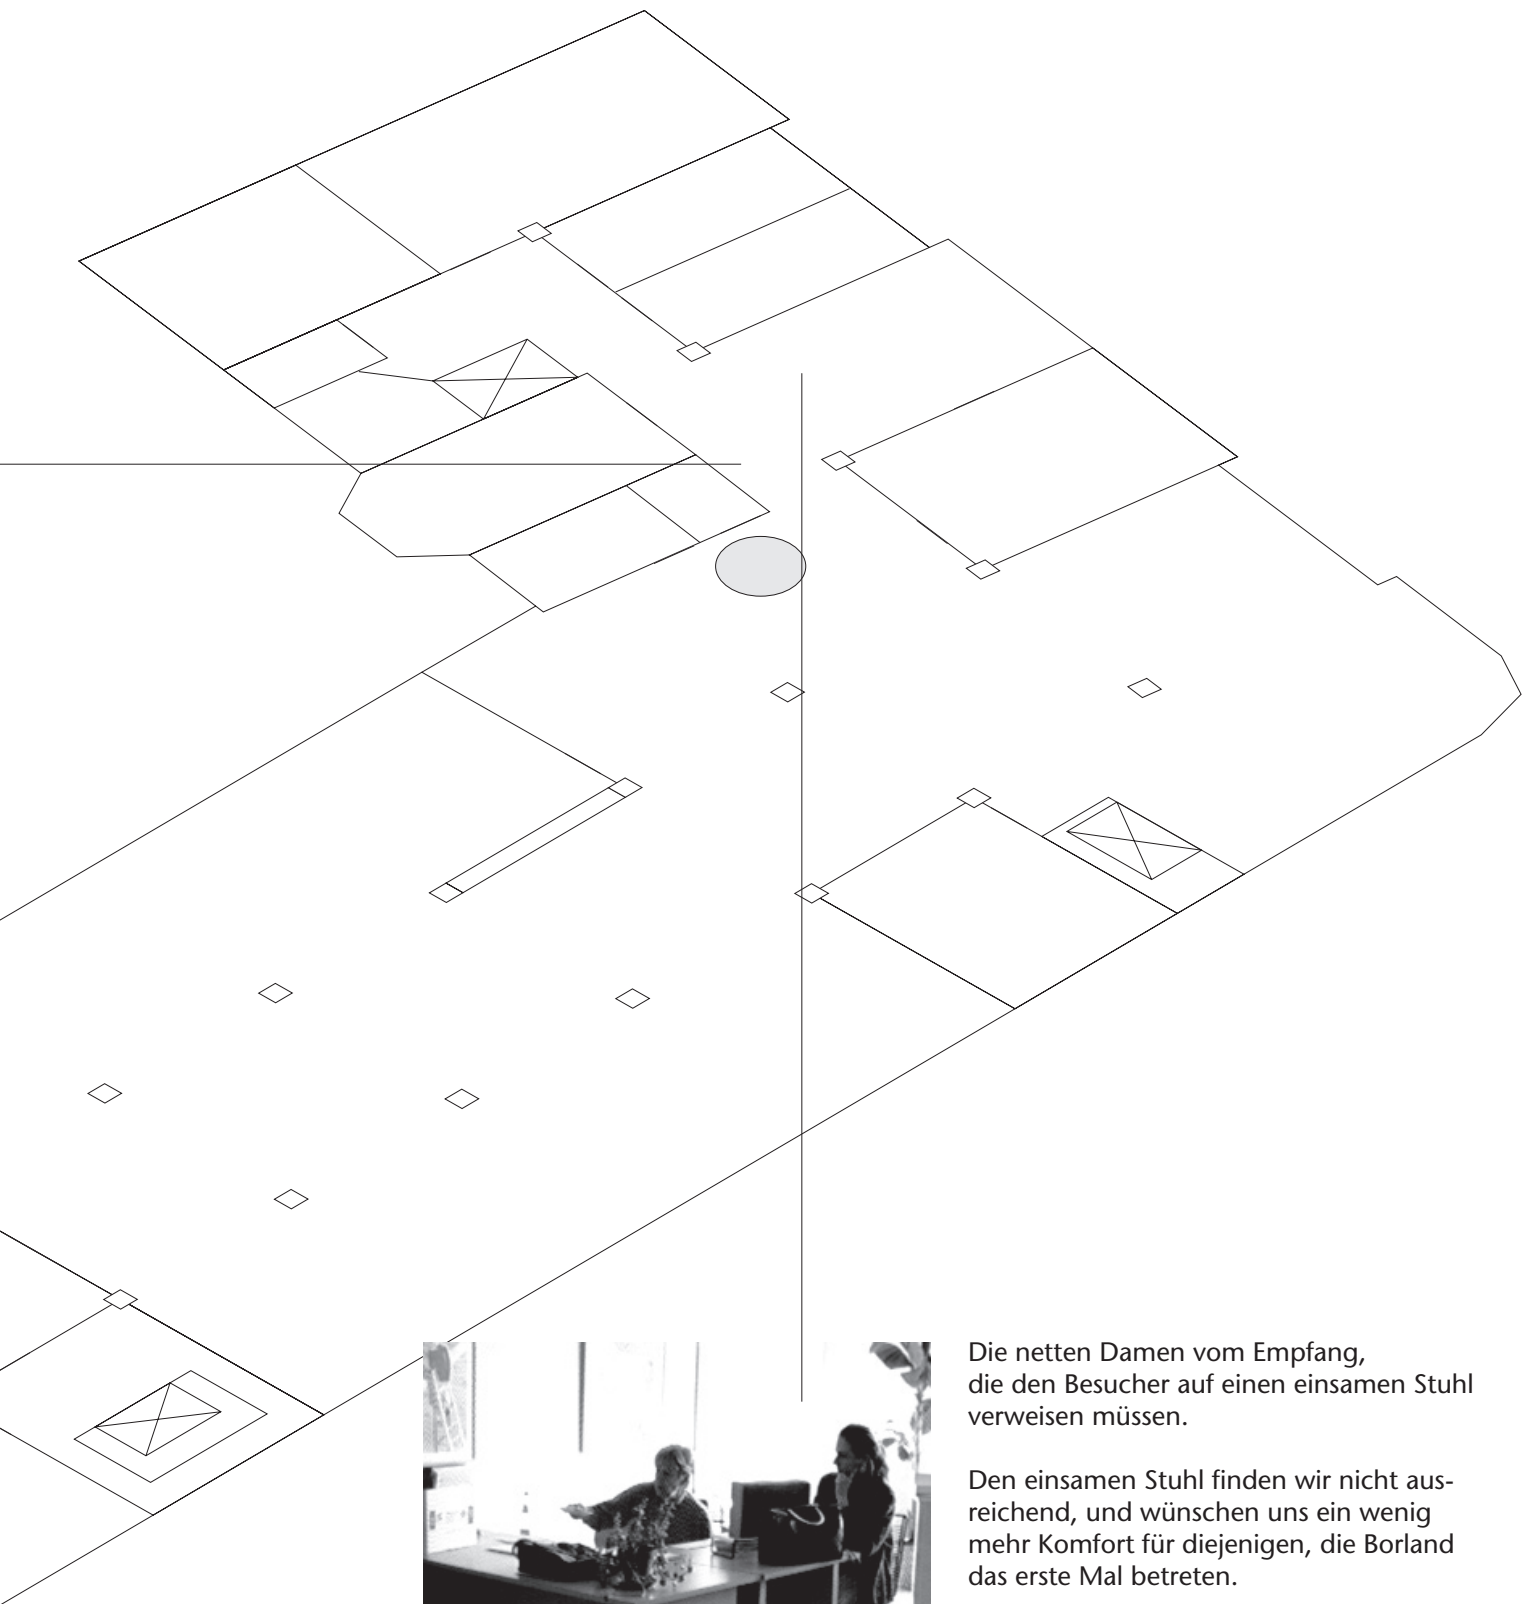 Die netten Damen vom Empfang,
die den Besucher auf einen einsamen Stuhl
verweisen müssen.
Den einsamen Stuhl finden wir nicht aus-
reichend, und wünschen uns ein wenig
mehr Komfort für diejenigen, die Borland
das erste Mal betreten.